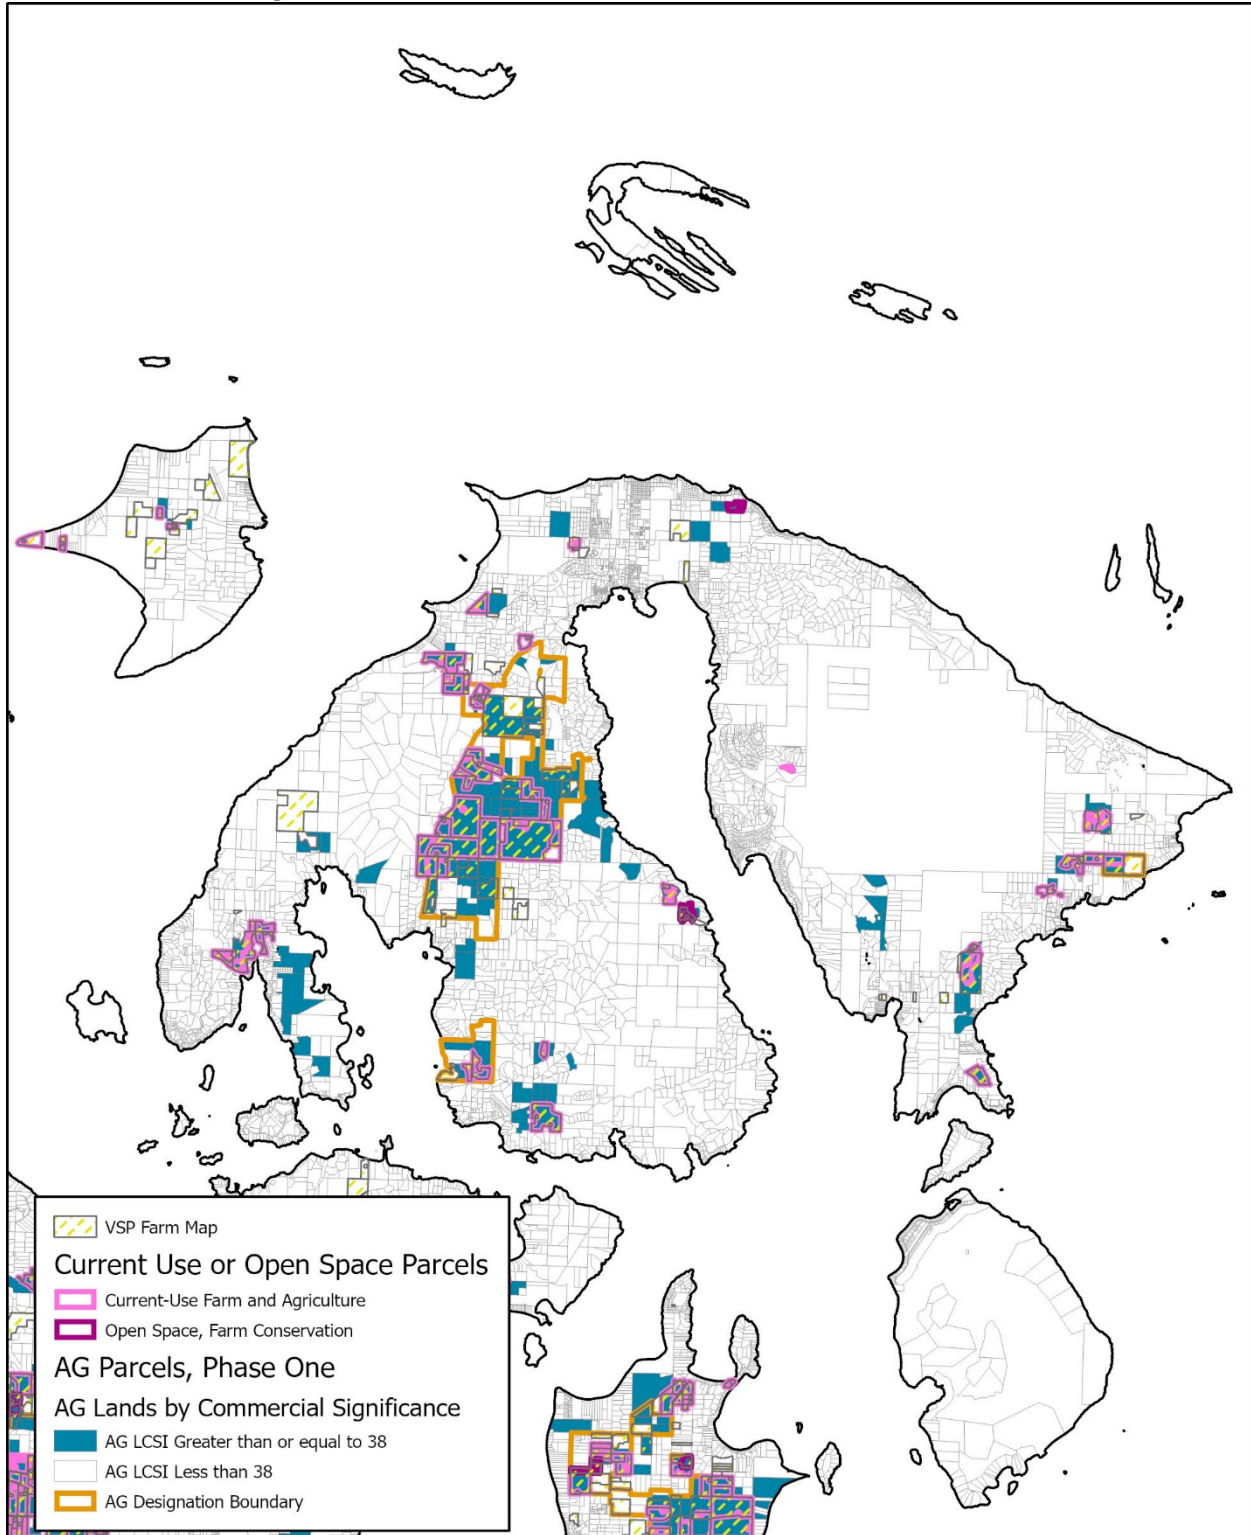 VSP Farm Map
Current Use or Open Space Parcels
Current-Use Farm and Agriculture
Open Space, Farm Conservation
AG Parcels, Phase One
AG Lands by Commercial Significance
AG LCSI Greater than or equal to 38
AG LCSI Less than 38
AG Designation Boundary